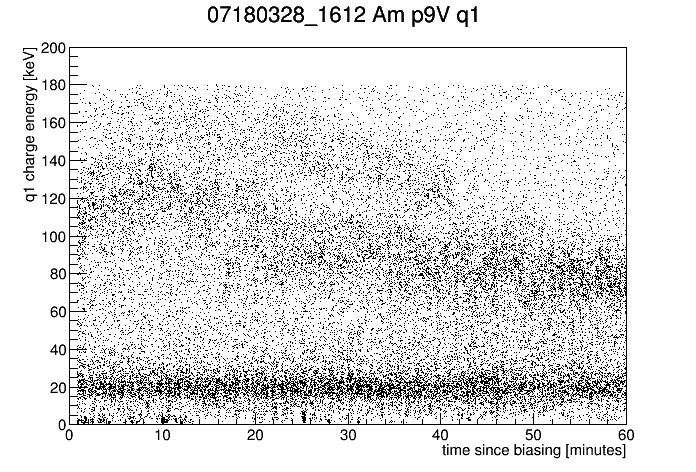 07180328_1612 Am p9V q1
q1 charge energy [keV]
200
180
160
140
120
100
80
60
40
20
0
0 10 20 30 40 50 60
time since biasing [minutes]